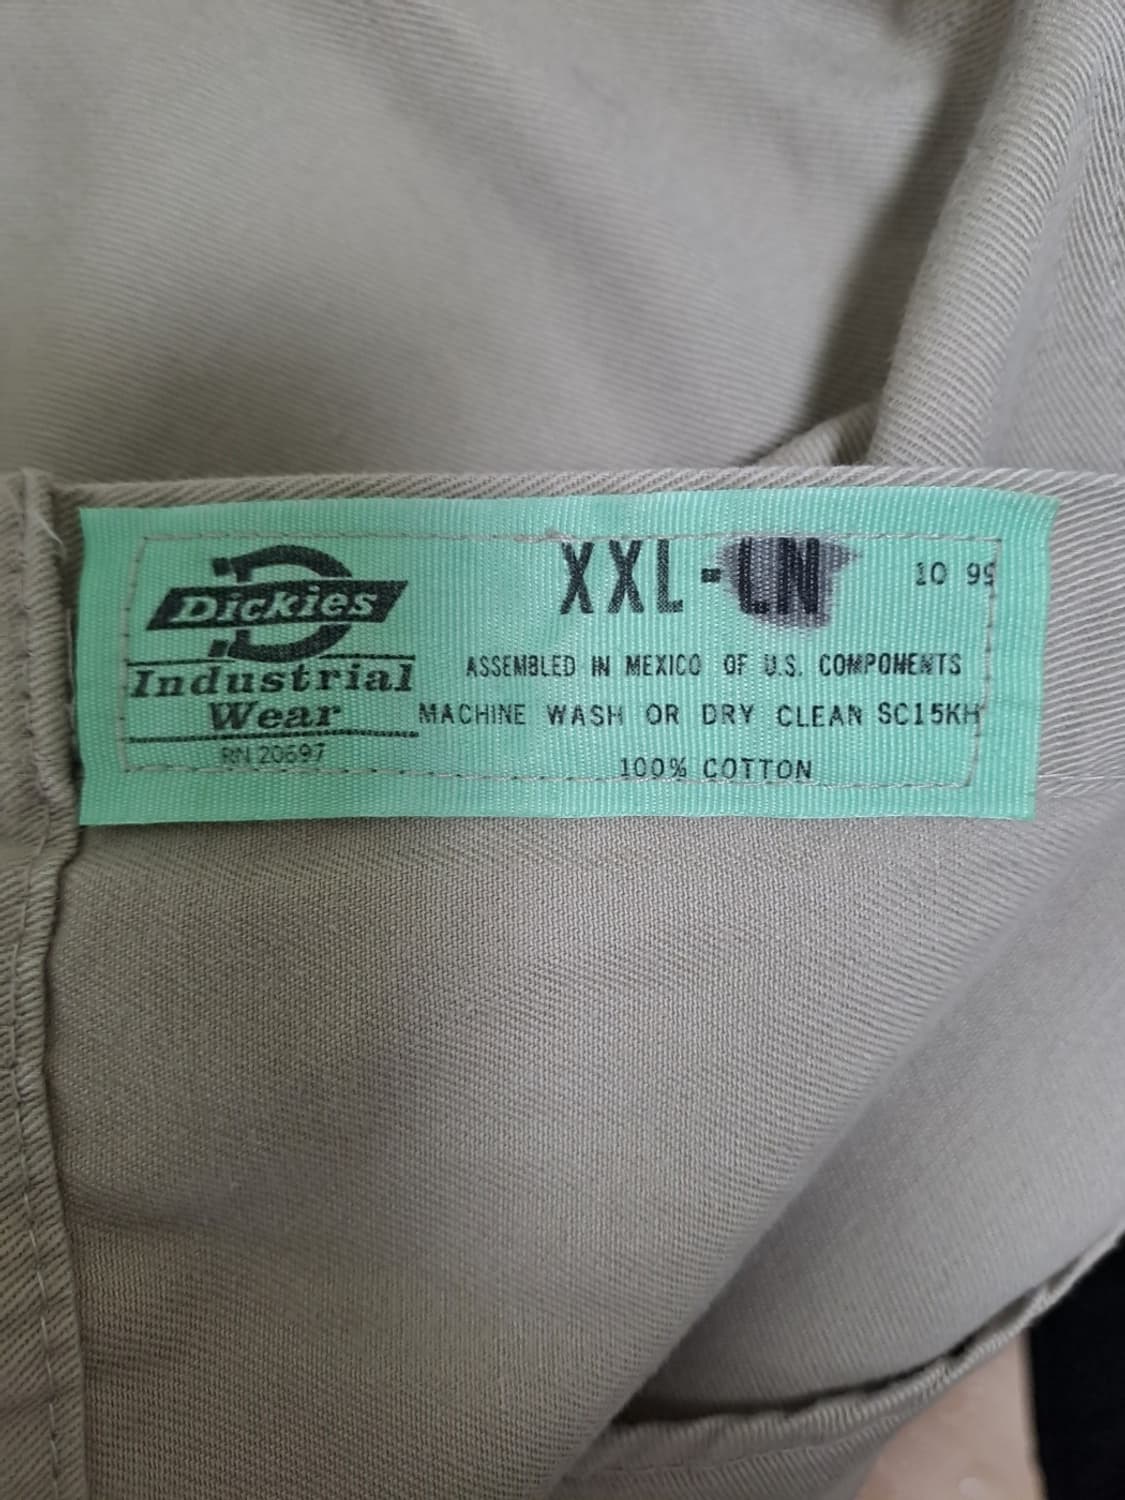 Dickies
Industrial
Wear
RN 20697
XXL-LN
10 99
ASSEMBLED IN MEXICO OF U.S. COMPONENTS
MACHINE WASH OR DRY CLEAN SC15KH
100% COTTON